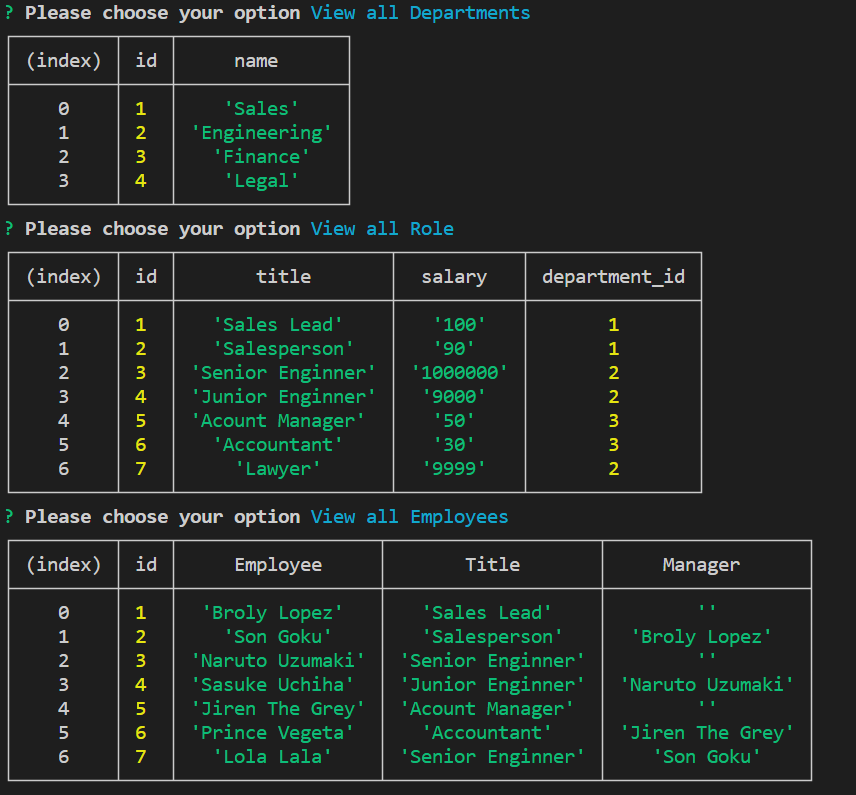 ? Please choose your option View all Departments
(index) id name
0 1 'Sales'
1 2 'Engineering'
2 3 'Finance'
3 4 'Legal'
? Please choose your option View all Role
(index) id title salary department_id
0 1 'Sales Lead' '100' 1
1 2 'Salesperson' '90' 1
2 3 'Senior Enginner' '1000000' 2
3 4 'Junior Enginner' '9000' 2
4 5 'Acount Manager' '50' 3
5 6 'Accountant' '30' 3
6 7 'Lawyer' '9999' 2
? Please choose your option View all Employees
(index) id Employee Title Manager
0 1 'Broly Lopez' 'Sales Lead' ''
1 2 'Son Goku' 'Salesperson' 'Broly Lopez'
2 3 'Naruto Uzumaki' 'Senior Enginner' ''
3 4 'Sasuke Uchiha' 'Junior Enginner' 'Naruto Uzumaki'
4 5 'Jiren The Grey' 'Acount Manager' ''
5 6 'Prince Vegeta' 'Accountant' 'Jiren The Grey'
6 7 'Lola Lala' 'Senior Enginner' 'Son Goku'